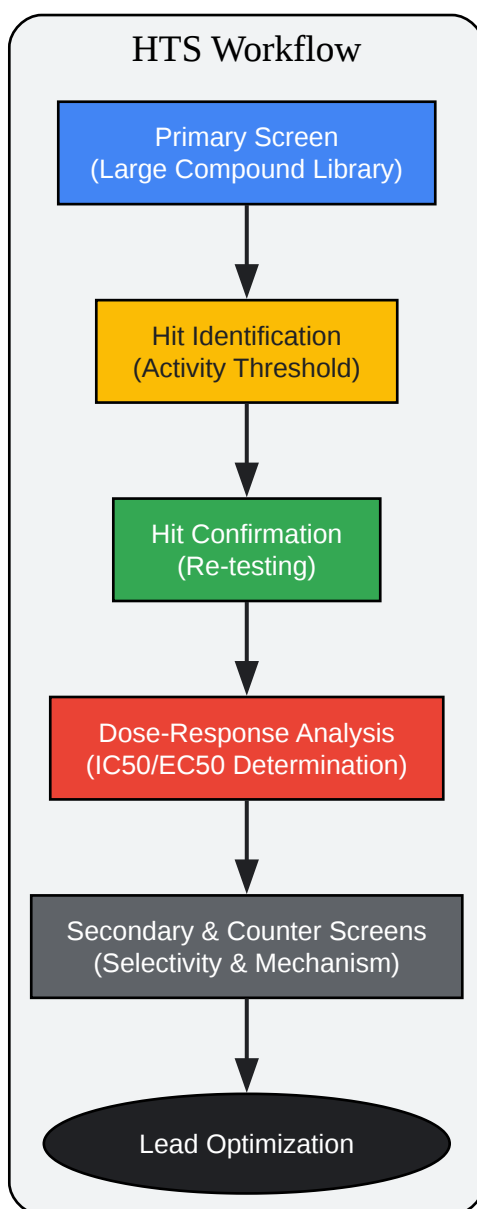 HTS Workflow
Primary Screen
(Large Compound Library)
Hit Identification
(Activity Threshold)
Hit Confirmation
(Re-testing)
Dose-Response Analysis
(IC50/EC50 Determination)
Secondary & Counter Screens
(Selectivity & Mechanism)
Lead Optimization